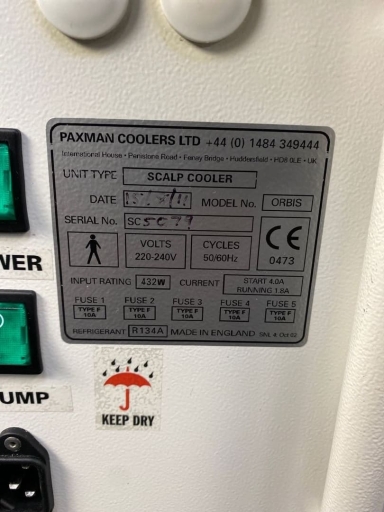 PAXMAN COOLERS LTD +44 (0) 1484 349444
International House • Penistone Road • Fenay Bridge • Huddersfield • HD8 0LE • UK
UNIT TYPE SCALP COOLER
DATE MODEL No. ORBIS
SERIAL No. SC5079
VOLTS 220-240V
CYCLES 50/60Hz
CE 0473
INPUT RATING 432W CURRENT START 4.0A RUNNING 1.8A
FUSE 1 FUSE 2 FUSE 3 FUSE 4 FUSE 5
TYPE F 10A TYPE F 10A TYPE F 10A TYPE F 10A TYPE F 10A
REFRIGERANT R134A MADE IN ENGLAND
WER
UMP
KEEP DRY